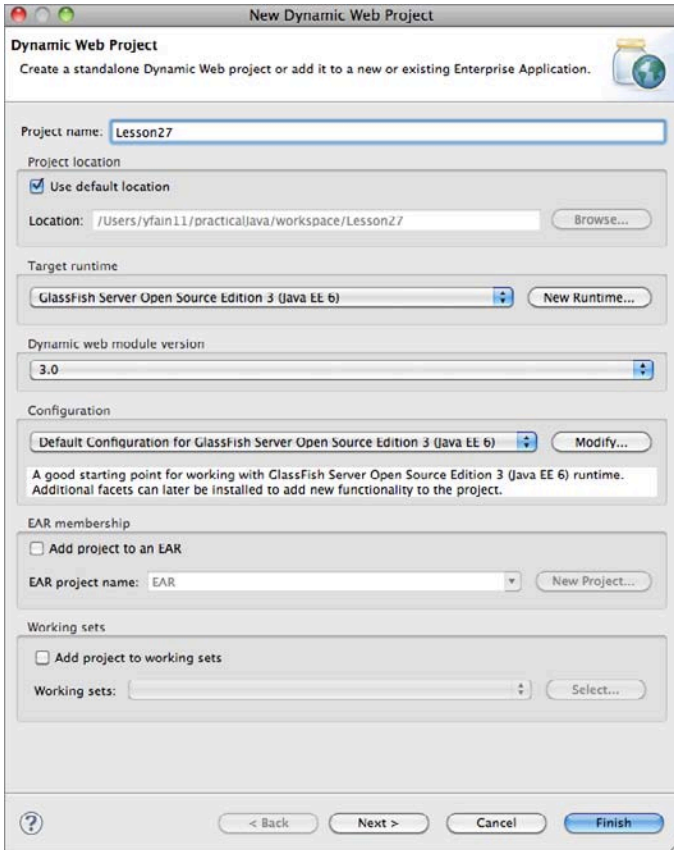 New Dynamic Web Project
Dynamic Web Project
Create a standalone Dynamic Web project or add it to a new or existing Enterprise Application.
Project name: Lesson27
Project location
Use default location
Location: /Users/yfain11/practicalJava/workspace/Lesson27 Browse...
Target runtime
GlassFish Server Open Source Edition 3 (Java EE 6) New Runtime...
Dynamic web module version
3.0
Configuration
Default Configuration for GlassFish Server Open Source Edition 3 (Java EE 6) Modify...
A good starting point for working with GlassFish Server Open Source Edition 3 (Java EE 6) runtime.
Additional facets can later be installed to add new functionality to the project.
EAR membership
Add project to an EAR
EAR project name: EAR New Project...
Working sets
Add project to working sets
Working sets: Select...
? < Back Next > Cancel Finish